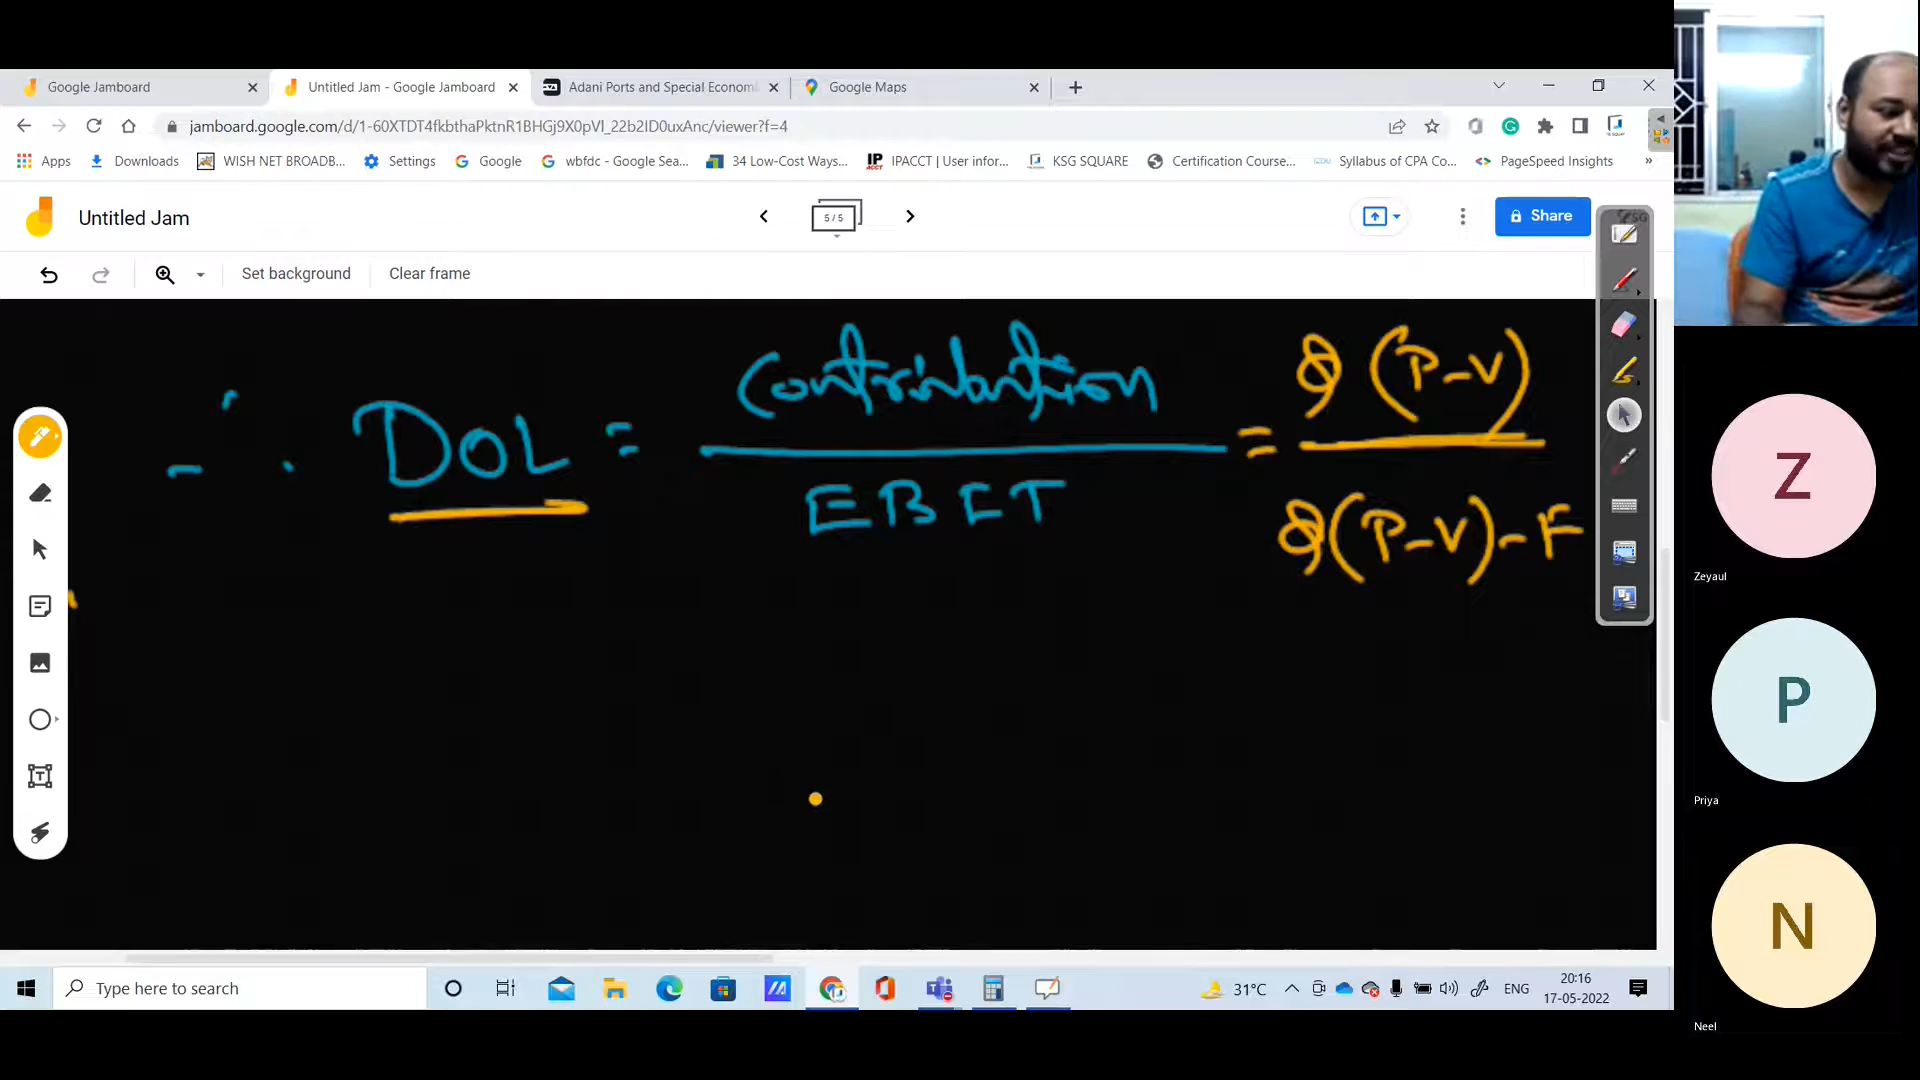 Google Jamboard
Untitled Jam - Google Jamboard
Adani Ports and Special Econom
Google Maps
jamboard.google.com/d/1-60XTDT4fkbthaPktnR1BHGj9X0pVl_22b2ID0uxAnc/viewer?f=4
Apps
Downloads
WISH NET BROADB...
Settings
Google
wbfdc - Google Sea...
34 Low-Cost Ways...
IPACCT | User infor...
KSG SQUARE
Certification Course...
Syllabus of CPA Co...
PageSpeed Insights
Untitled Jam
5 / 5
Share
Set background
Clear frame
∴ DOL = Contribution / EBIT = Q (P-V) / Q(P-V)-F
Z
Zeyaul
P
Priya
N
Neel
Type here to search
31°C
ENG
20:16
17-05-2022